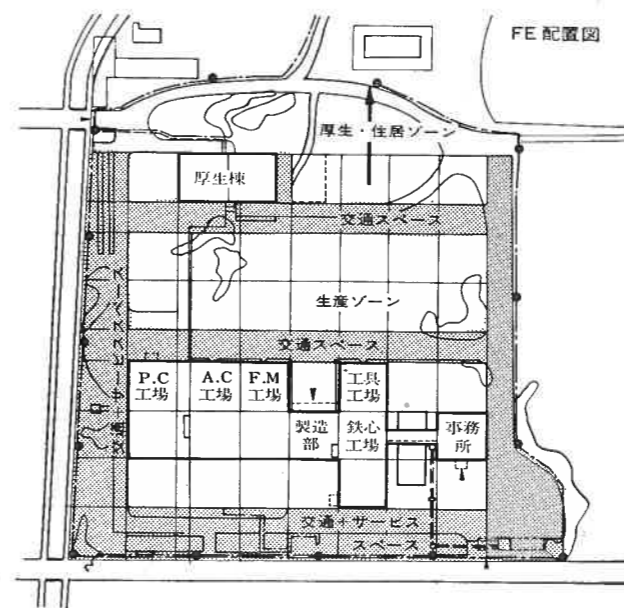 FE 配置図
厚生・住居ゾーン
厚生棟
交通スペース
生産ゾーン
交通スペース
交通+サービススペース
P.C
工場
A.C
工場
F.M
工場
工具
工場
製造
部
鉄心
工場
事務
所
交通+サービス
スペース